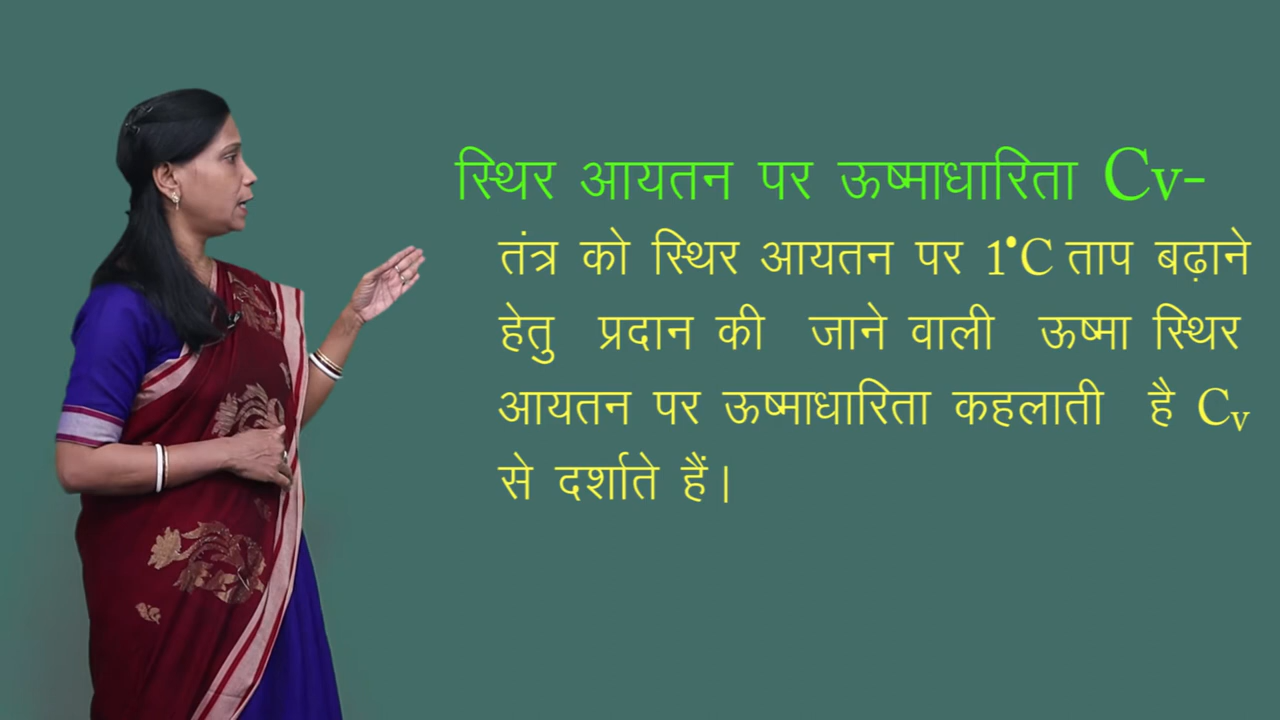 स्थिर आयतन पर ऊष्माधारिता Cv-
तंत्र को स्थिर आयतन पर 1°C ताप बढ़ाने
हेतु प्रदान की जाने वाली ऊष्मा स्थिर
आयतन पर ऊष्माधारिता कहलाती है Cv
से दर्शाते हैं।